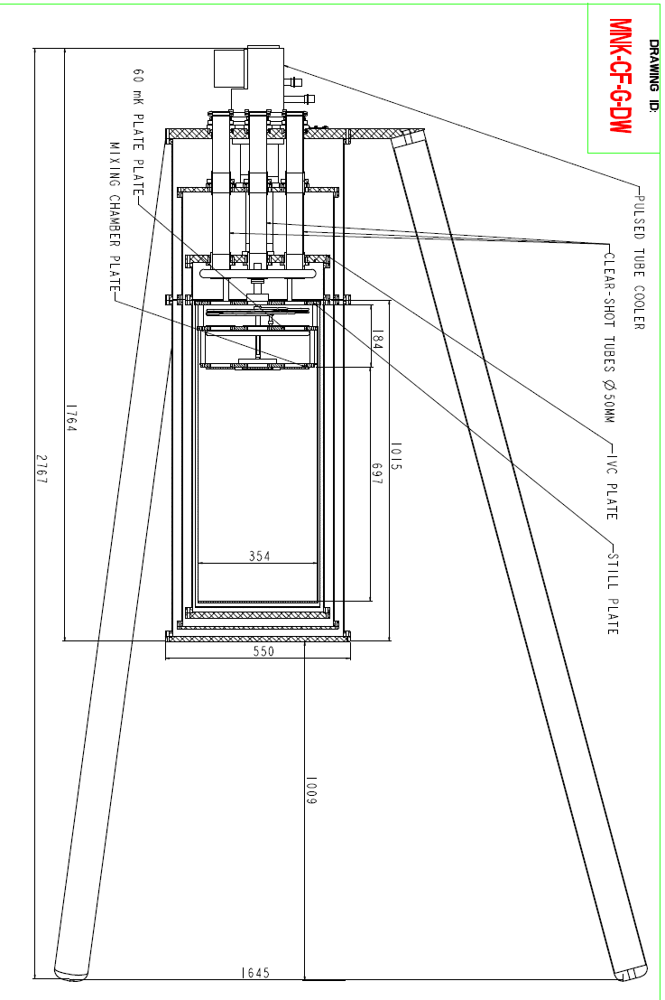 DRAWING ID:
MNK-CF-G-DW
PULSED TUBE COOLER
CLEAR-SHOT TUBES Ø50MM
IVC PLATE
STILL PLATE
60 mK PLATE PLATE
MIXING CHAMBER PLATE
184
697
1015
354
550
1764
2767
1009
1645